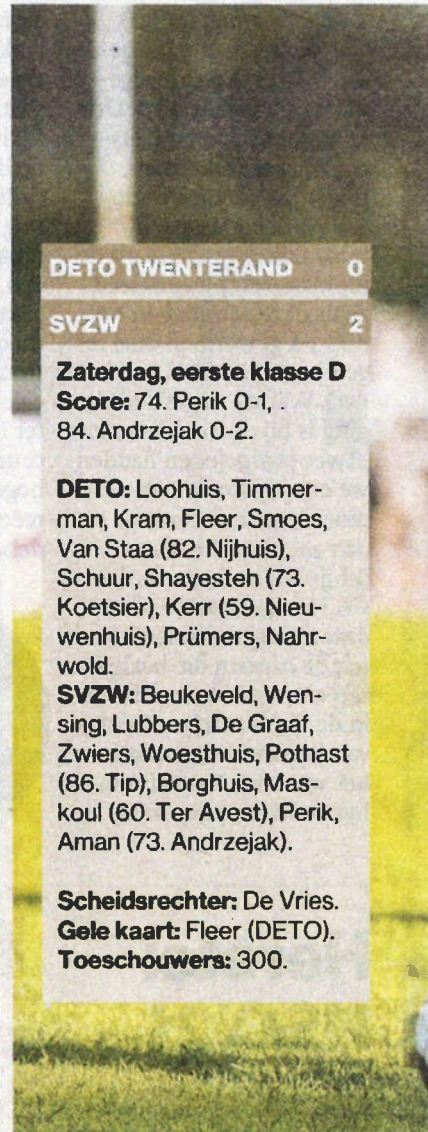 DETO TWENTERAND 0
SVZW 2
Zaterdag, eerste klasse D
Score: 74. Perik 0-1, .
84. Andrzejak 0-2.
DETO: Loohuis, Timmer-
man, Kram, Fleer, Smoes,
Van Staa (82. Nijhuis),
Schuur, Shayesteh (73.
Koetsier), Kerr (59. Nieu-
wenhuis), Prümers, Nahr-
wold.
SVZW: Beukeveld, Wen-
sing, Lubbers, De Graaf,
Zwiers, Woesthuis, Pothast
(86. Tip), Borghuis, Mas-
koul (60. Ter Avest), Perik,
Aman (73. Andrzejak).
Scheidsrechter: De Vries.
Gele kaart: Fleer (DETO).
Toeschouwers: 300.